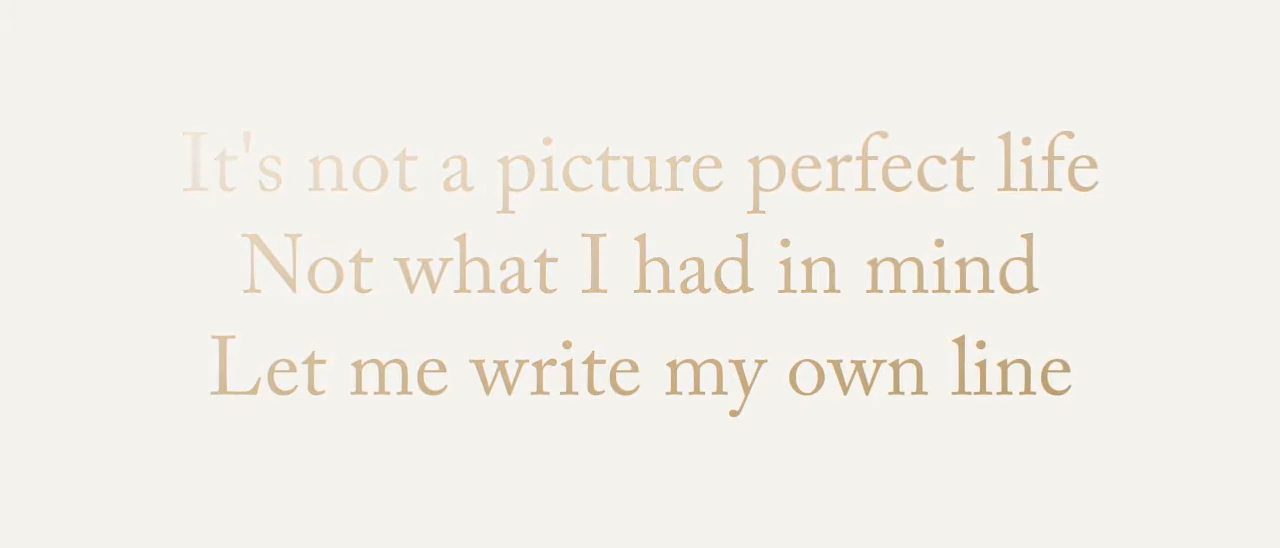 It's not a picture perfect life
Not what I had in mind
Let me write my own line